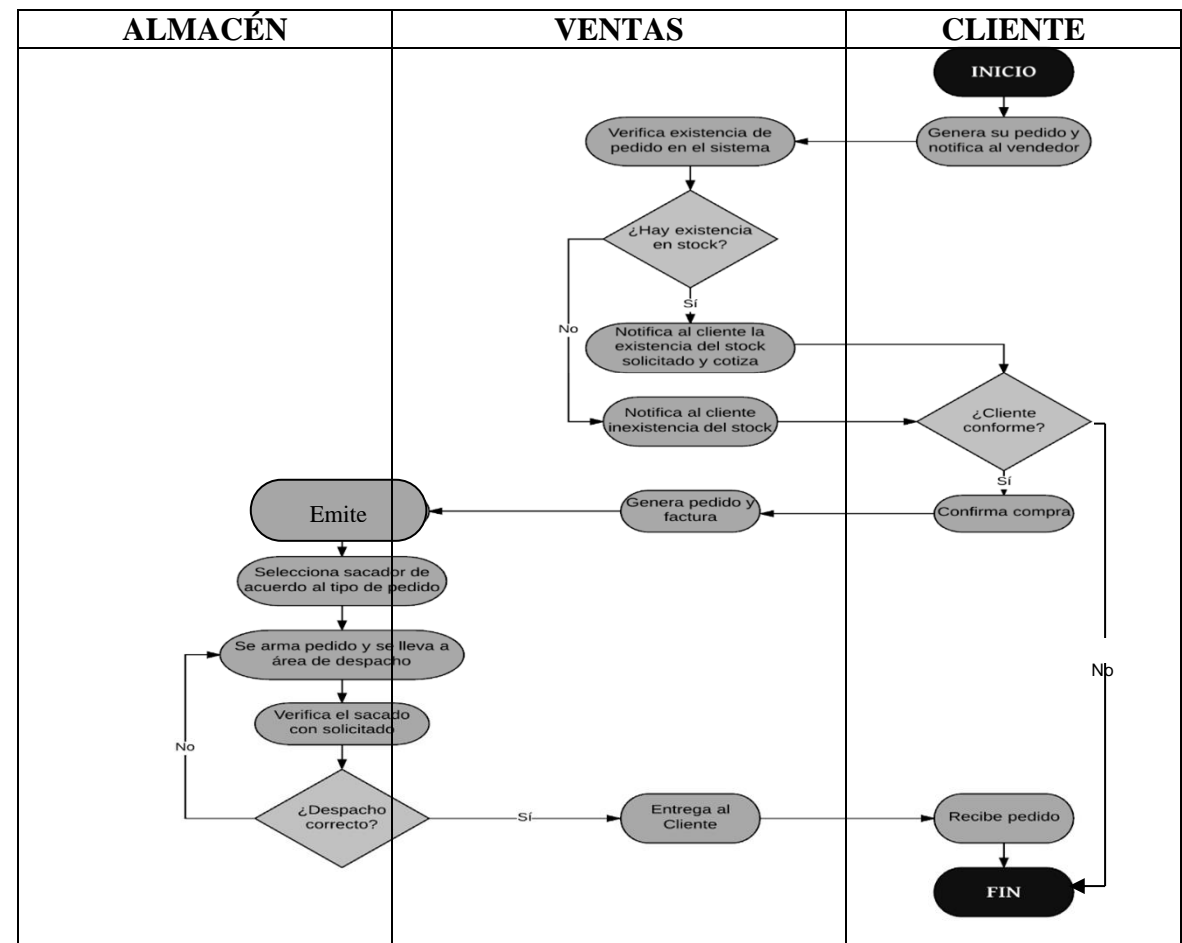 ALMACÉN
VENTAS
CLIENTE
INICIO
Genera su pedido y
notifica al vendedor
Verifica existencia de
pedido en el sistema
¿Hay existencia
en stock?
Sí
No
Notifica al cliente la
existencia del stock
solicitado y cotiza
Notifica al cliente
inexistencia del stock
¿Cliente
conforme?
Sí
No
Confirma compra
Genera pedido y
factura
Emite
Selecciona sacador de
acuerdo al tipo de pedido
Se arma pedido y se lleva a
área de despacho
Verifica el sacado
con solicitado
No
¿Despacho
correcto?
Sí
Entrega al
Cliente
Recibe pedido
FIN